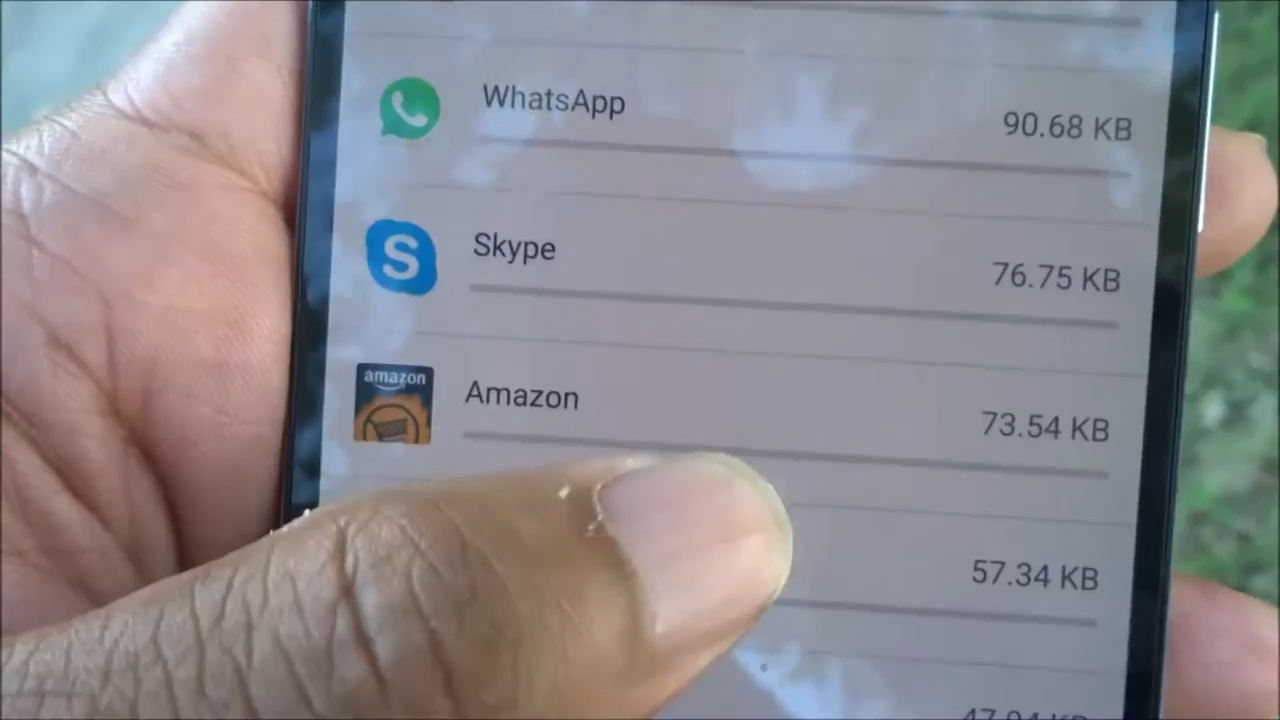 WhatsApp
90.68 KB
S
Skype
76.75 KB
amazon
Amazon
73.54 KB
57.34 KB